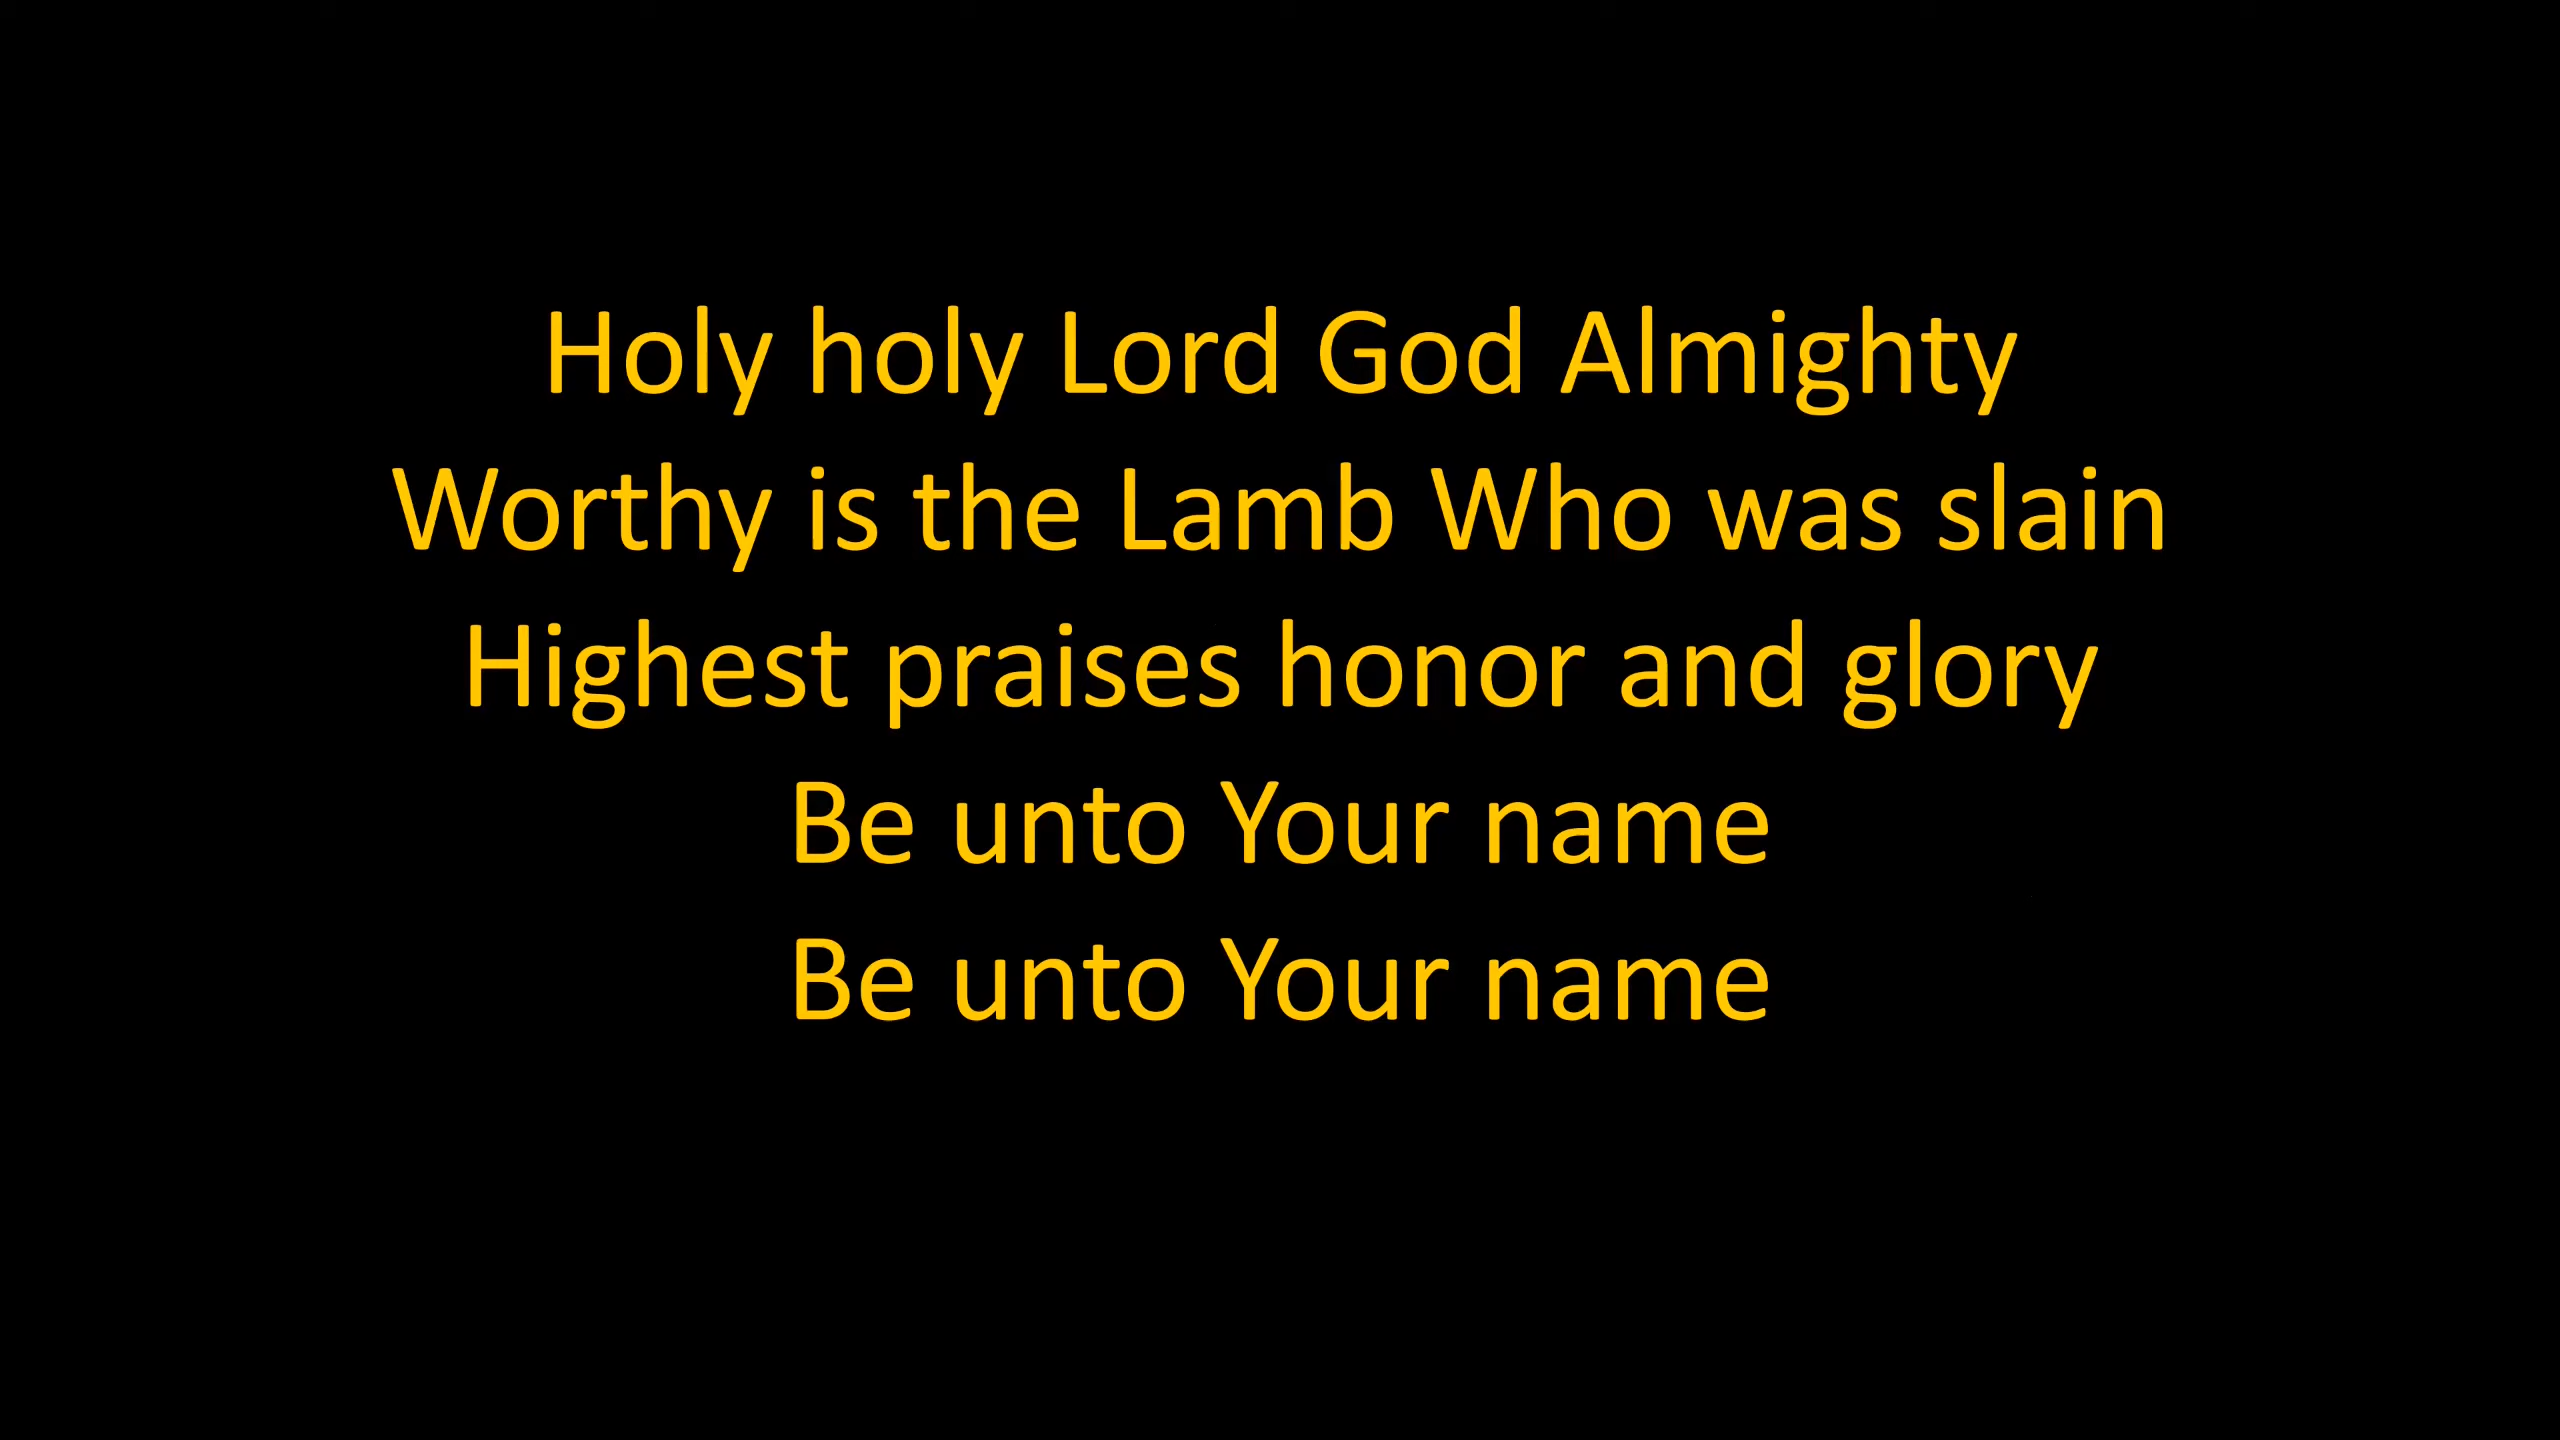 Holy holy Lord God Almighty
Worthy is the Lamb Who was slain
Highest praises honor and glory
Be unto Your name
Be unto Your name